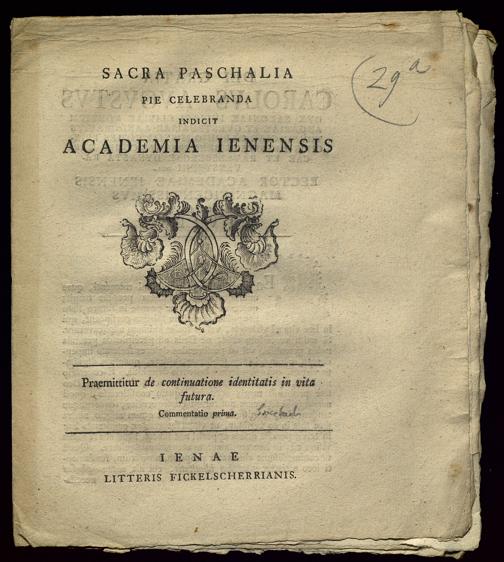 SACRA PASCHALIA
PIE CELEBRANDA
INDICIT
ACADEMIA IENENSIS
29a
Praemittitur de continuatione identitatis in vita
futura.
Commentatio prima.
IENAE
LITTERIS FICKELSCHERRIANIS.